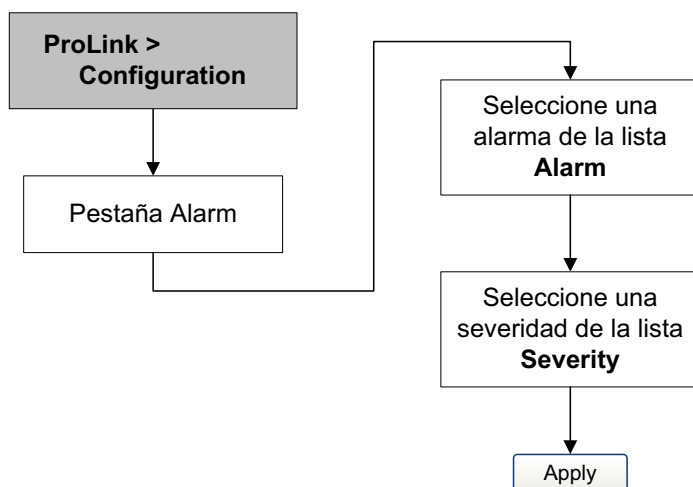 ProLink >
Configuration
Pestaña Alarm
Seleccione una
alarma de la lista
Alarm
Seleccione una
severidad de la lista
Severity
Apply